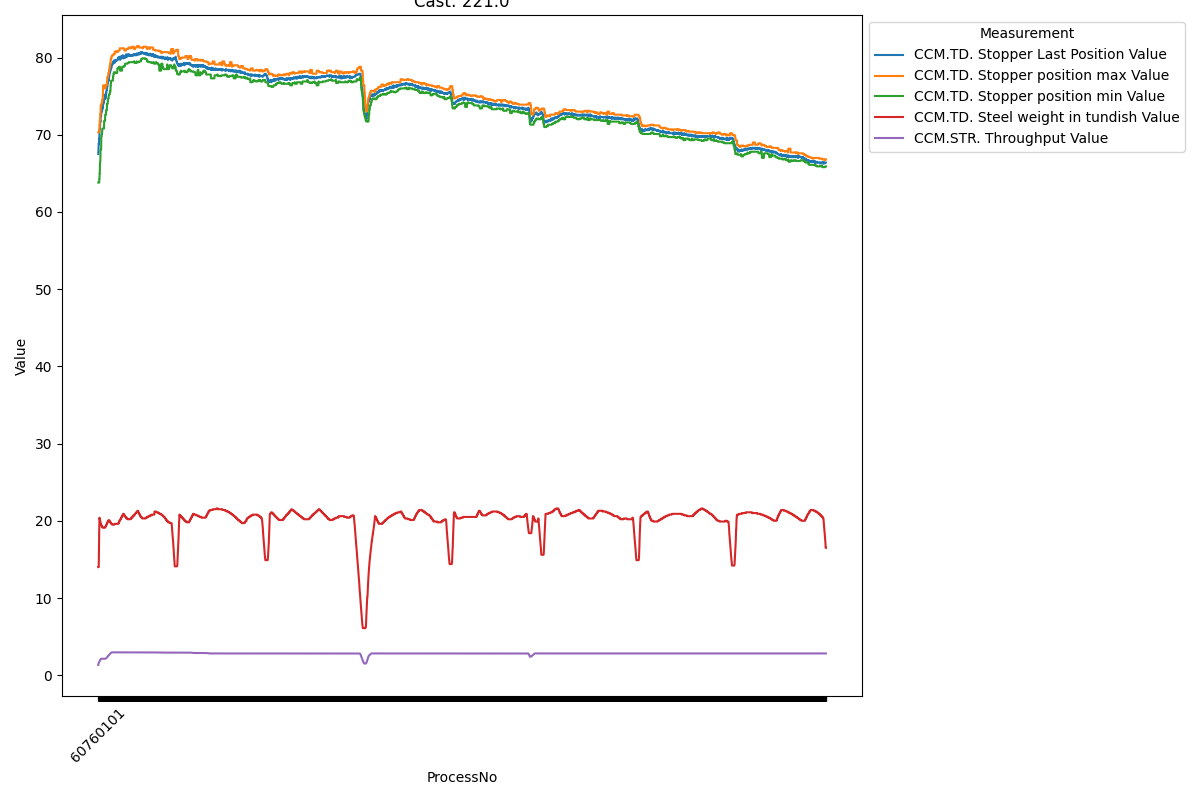 Cast: 221.0
Measurement
CCM.TD. Stopper Last Position Value
CCM.TD. Stopper position max Value
CCM.TD. Stopper position min Value
CCM.TD. Steel weight in tundish Value
CCM.STR. Throughput Value
80
70
60
50
40
30
20
10
0
Value
60760101
ProcessNo